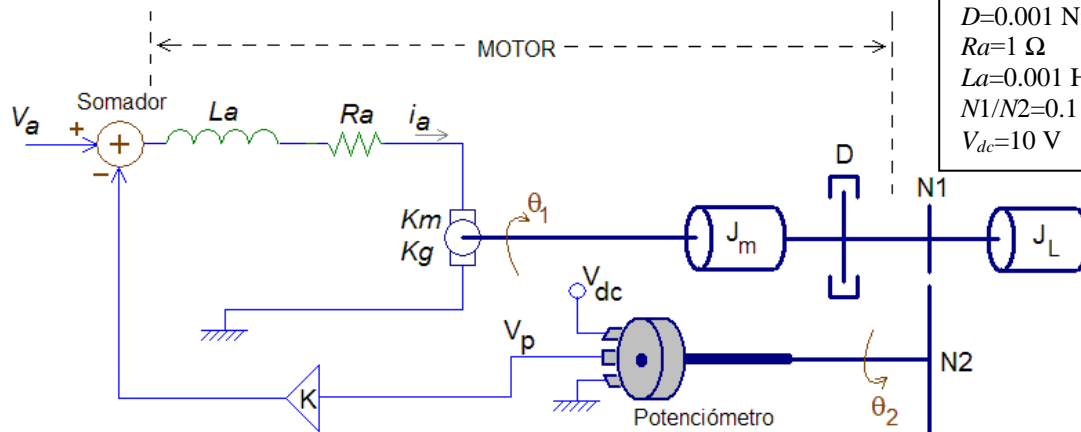 D=0.001 N
Ra=1 Ω
La=0.001 H
N1/N2=0.1
Vdc=10 V
MOTOR
Somador
Va
+
+
−
La
Ra
ia
Km
Kg
θ1
Jm
D
N1
JL
Vdc
Vp
K
Potenciómetro
θ2
N2